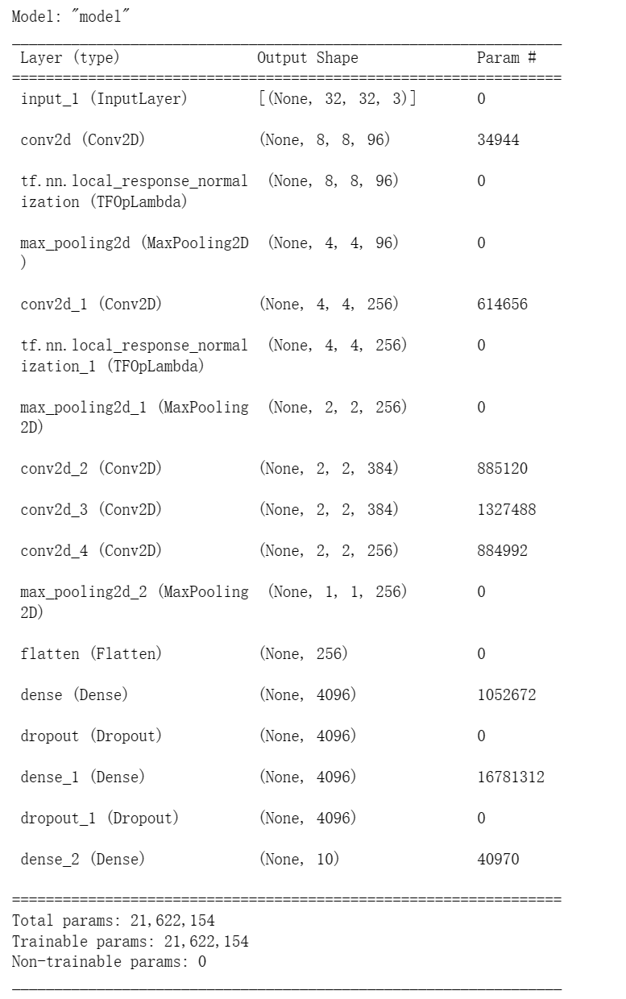 Model: "model"
_________________________________________________________________
Layer (type) Output Shape Param #
=================================================================
input_1 (InputLayer) [(None, 32, 32, 3)] 0
conv2d (Conv2D) (None, 8, 8, 96) 34944
tf.nn.local_response_normal (None, 8, 8, 96) 0
ization (TFOpLambda)
max_pooling2d (MaxPooling2D (None, 4, 4, 96) 0
)
conv2d_1 (Conv2D) (None, 4, 4, 256) 614656
tf.nn.local_response_normal (None, 4, 4, 256) 0
ization_1 (TFOpLambda)
max_pooling2d_1 (MaxPooling (None, 2, 2, 256) 0
2D)
conv2d_2 (Conv2D) (None, 2, 2, 384) 885120
conv2d_3 (Conv2D) (None, 2, 2, 384) 1327488
conv2d_4 (Conv2D) (None, 2, 2, 256) 884992
max_pooling2d_2 (MaxPooling (None, 1, 1, 256) 0
2D)
flatten (Flatten) (None, 256) 0
dense (Dense) (None, 4096) 1052672
dropout (Dropout) (None, 4096) 0
dense_1 (Dense) (None, 4096) 16781312
dropout_1 (Dropout) (None, 4096) 0
dense_2 (Dense) (None, 10) 40970
=================================================================
Total params: 21,622,154
Trainable params: 21,622,154
Non-trainable params: 0
_________________________________________________________________